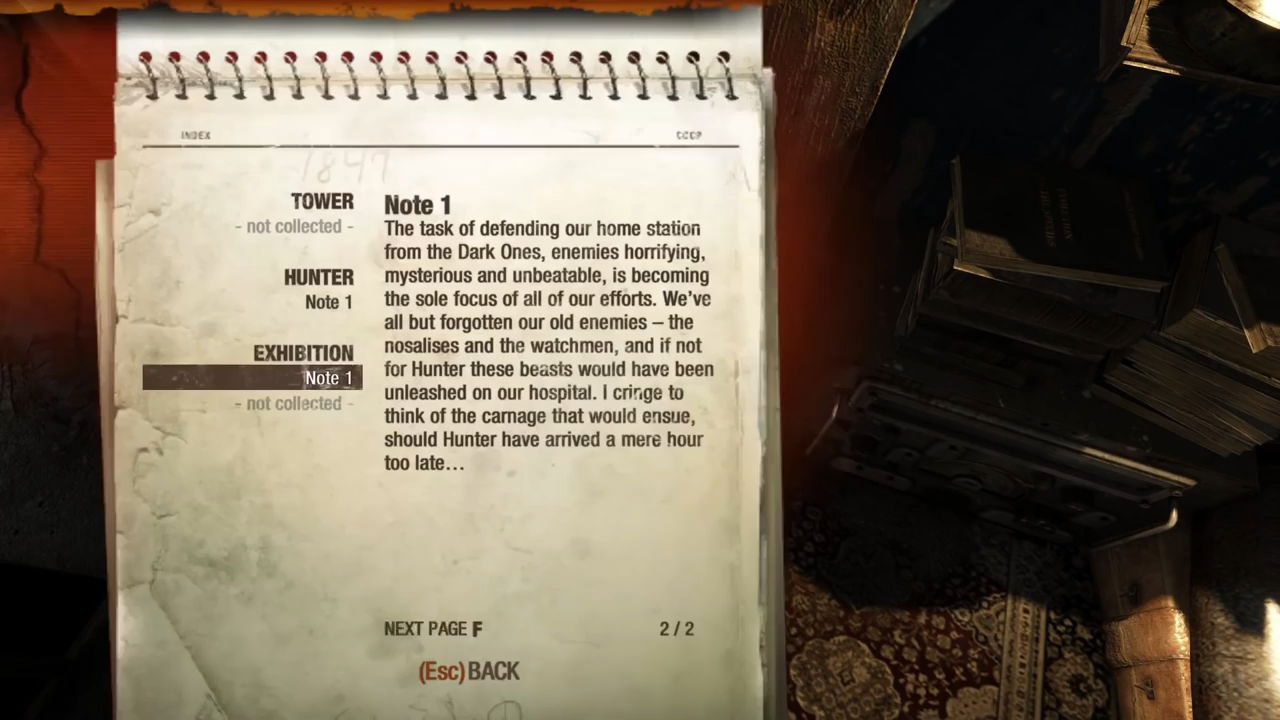 INDEX
CCCP
1847
TOWER
- not collected -
HUNTER
Note 1
EXHIBITION
Note 1
- not collected -
Note 1
The task of defending our home station
from the Dark Ones, enemies horrifying,
mysterious and unbeatable, is becoming
the sole focus of all of our efforts. We've
all but forgotten our old enemies – the
nosalises and the watchmen, and if not
for Hunter these beasts would have been
unleashed on our hospital. I cringe to
think of the carnage that would ensue,
should Hunter have arrived a mere hour
too late…
NEXT PAGE F
2 / 2
(Esc) BACK